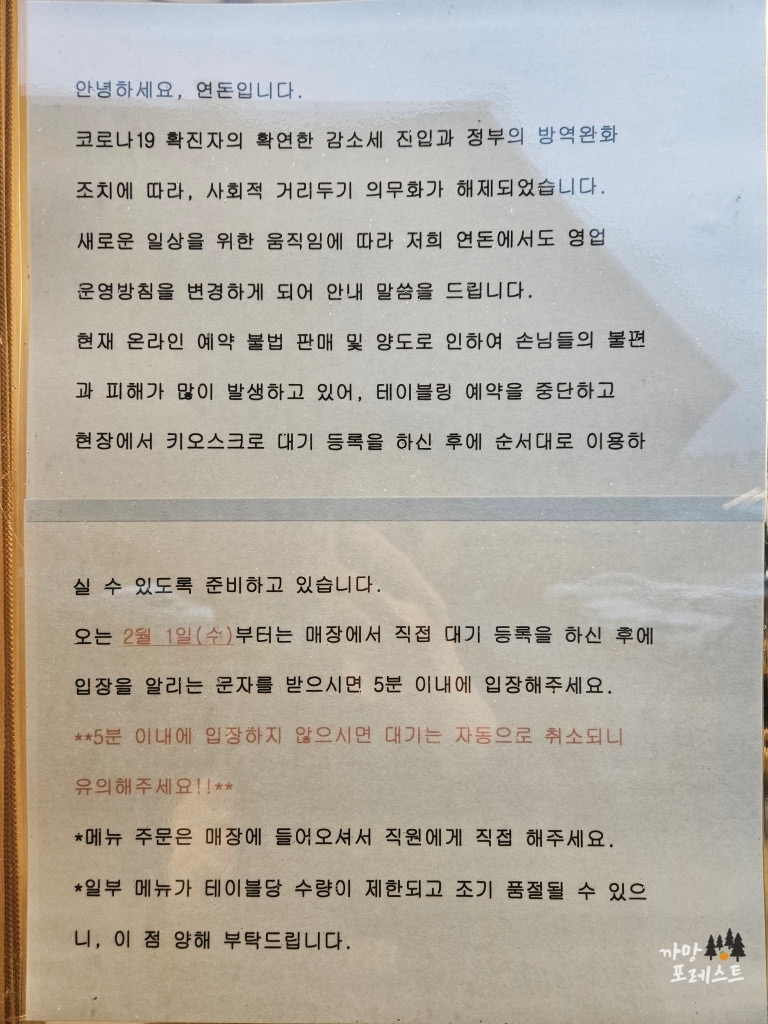 안녕하세요, 연돈입니다.
코로나19 확진자의 확연한 감소세 진입과 정부의 방역완화
조치에 따라, 사회적 거리두기 의무화가 해제되었습니다.
새로운 일상을 위한 움직임에 따라 저희 연돈에서도 영업
운영방침을 변경하게 되어 안내 말씀을 드립니다.
현재 온라인 예약 불법 판매 및 양도로 인하여 손님들의 불편
과 피해가 많이 발생하고 있어, 테이블링 예약을 중단하고
현장에서 키오스크로 대기 등록을 하신 후에 순서대로 이용하
실 수 있도록 준비하고 있습니다.
오는 2월 1일(수)부터는 매장에서 직접 대기 등록을 하신 후에
입장을 알리는 문자를 받으시면 5분 이내에 입장해주세요.
**5분 이내에 입장하지 않으시면 대기는 자동으로 취소되니
유의해주세요!!**
*메뉴 주문은 매장에 들어오셔서 직원에게 직접 해주세요.
*일부 메뉴가 테이블당 수량이 제한되고 조기 품절될 수 있으
니, 이 점 양해 부탁드립니다.
까망
포레스트